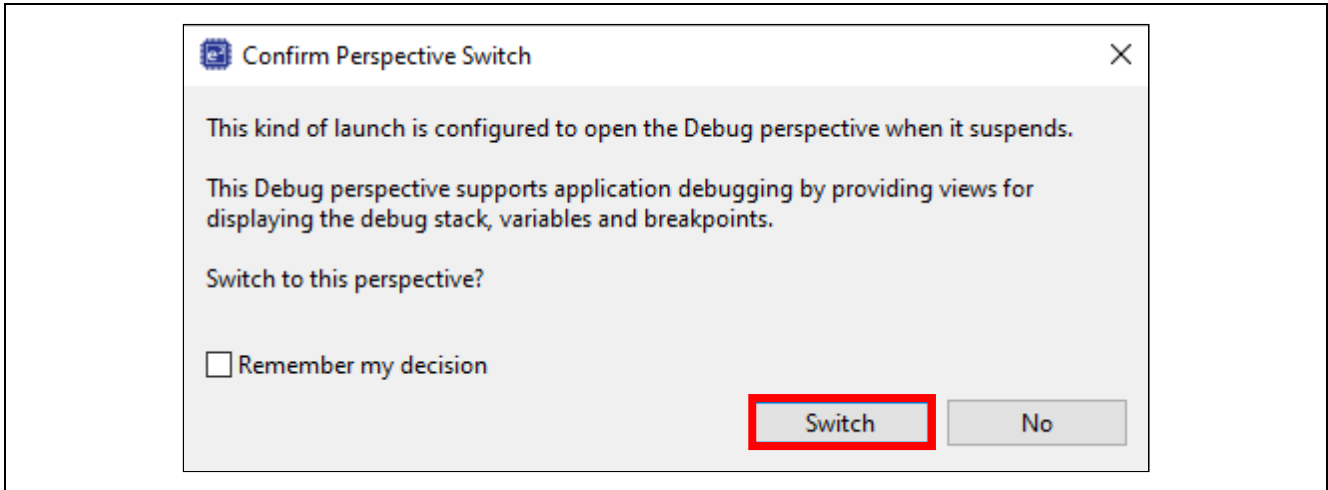 Confirm Perspective Switch
This kind of launch is configured to open the Debug perspective when it suspends.
This Debug perspective supports application debugging by providing views for
displaying the debug stack, variables and breakpoints.
Switch to this perspective?
Remember my decision
Switch No